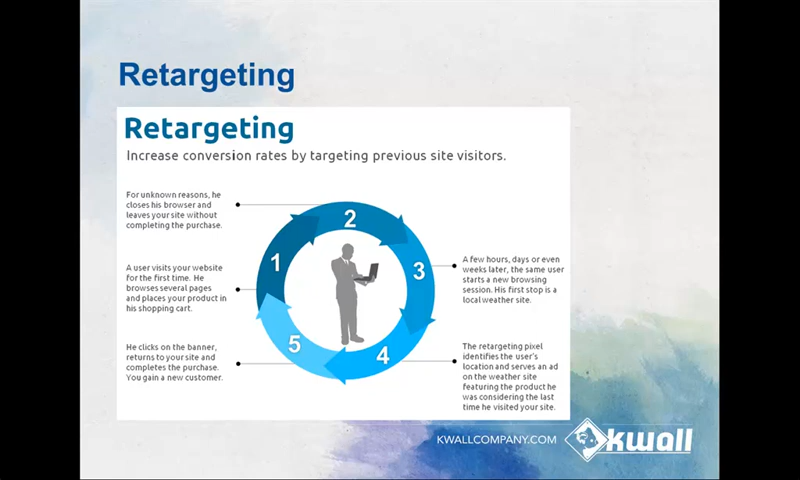 Retargeting
Retargeting
Increase conversion rates by targeting previous site visitors.
For unknown reasons, he
closes his browser and
leaves your site without
completing the purchase.
2
1
3
A user visits your website
for the first time. He
browses several pages
and places your product in
his shopping cart.
A few hours, days or even
weeks later, the same user
starts a new browsing
session. His first stop is a
local weather site.
He clicks on the banner,
returns to your site and
completes the purchase.
You gain a new customer.
5
4
The retargeting pixel
identifies the user's
location and serves an ad
on the weather site
featuring the product he
was considering the last
time he visited your site.
KWALLCOMPANY.COM
kwall